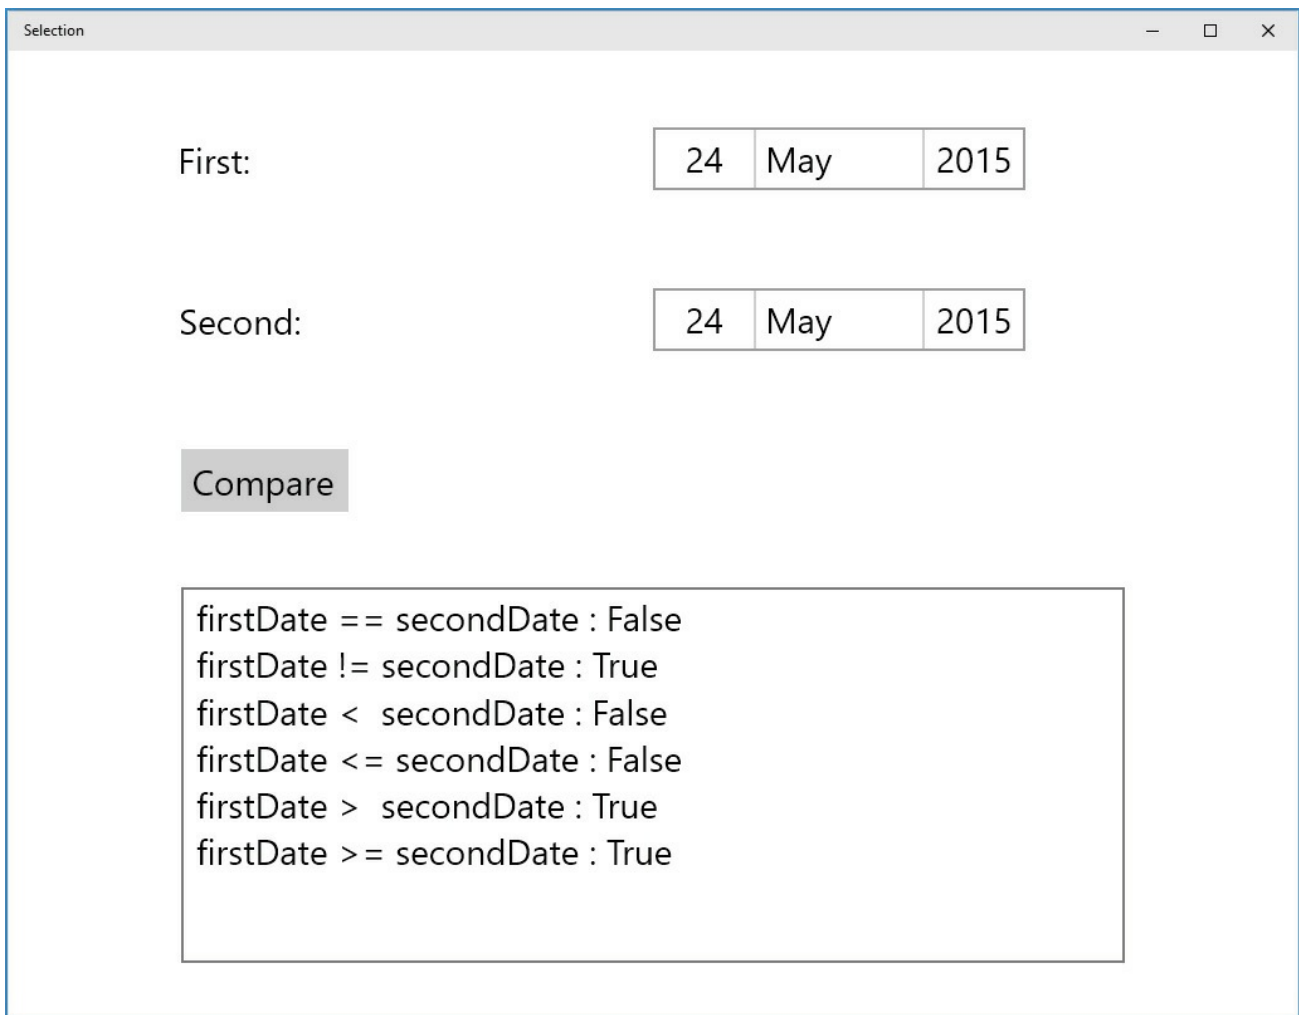 Selection
First: 24 May 2015
Second: 24 May 2015
Compare
firstDate == secondDate : False
firstDate != secondDate : True
firstDate <  secondDate : False
firstDate <= secondDate : False
firstDate >  secondDate : True
firstDate >= secondDate : True